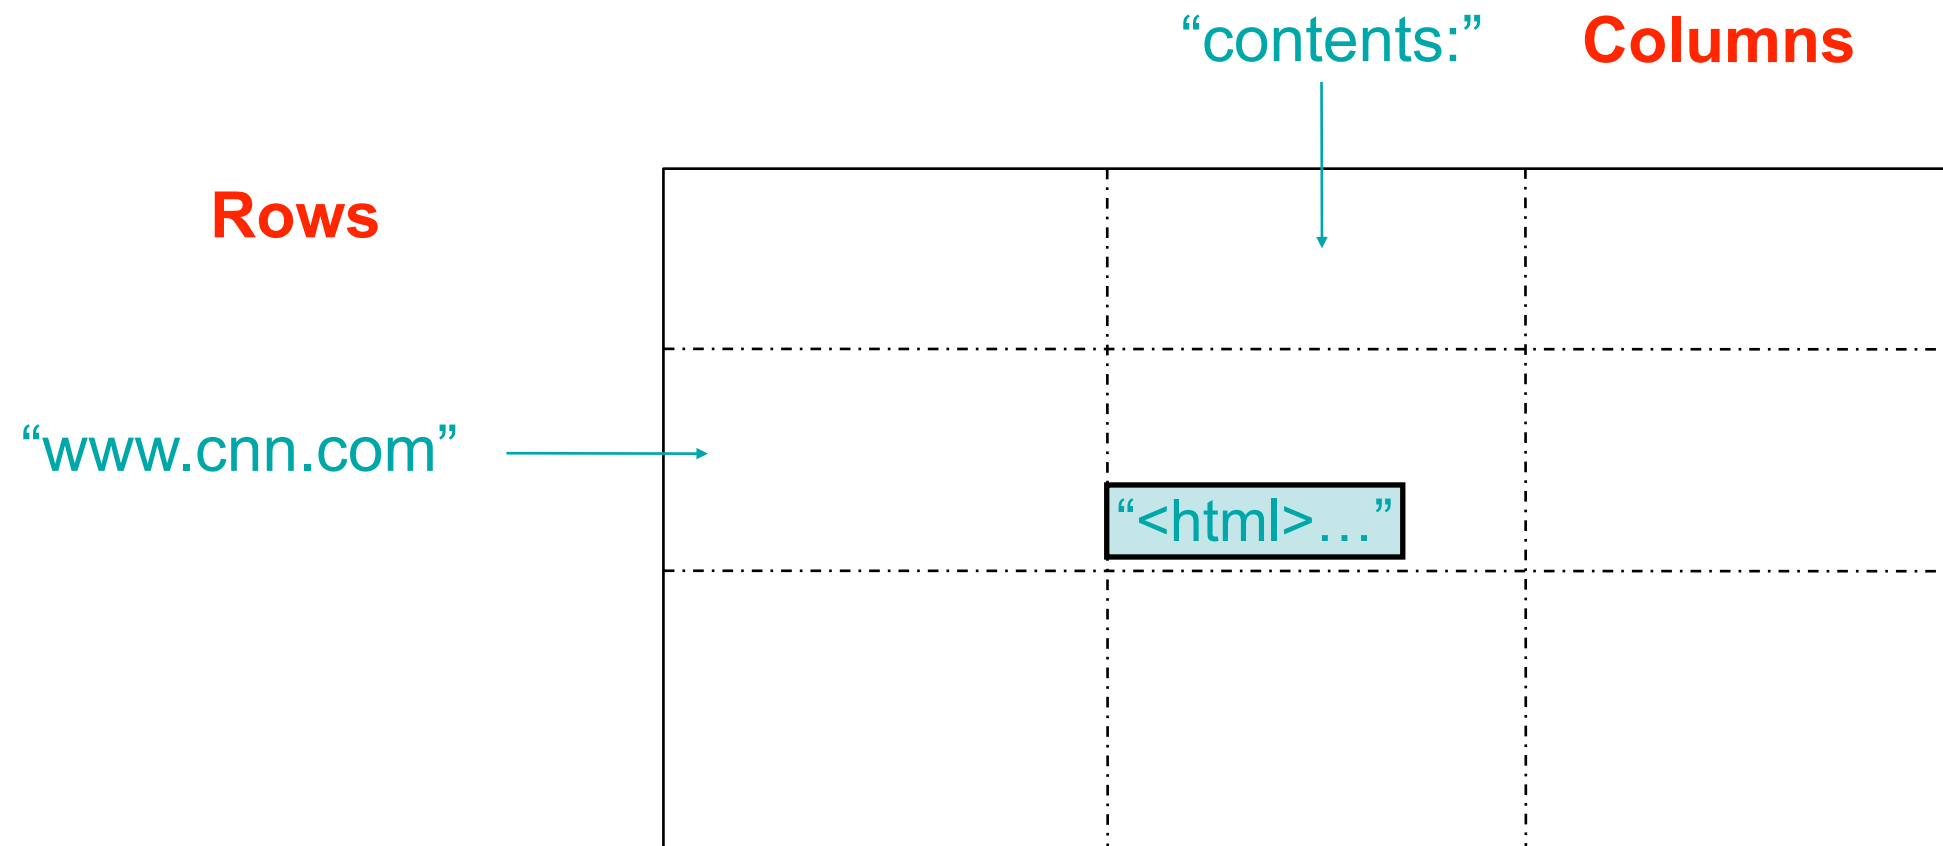 “contents:” Columns
Rows
“www.cnn.com”
“<html>…”